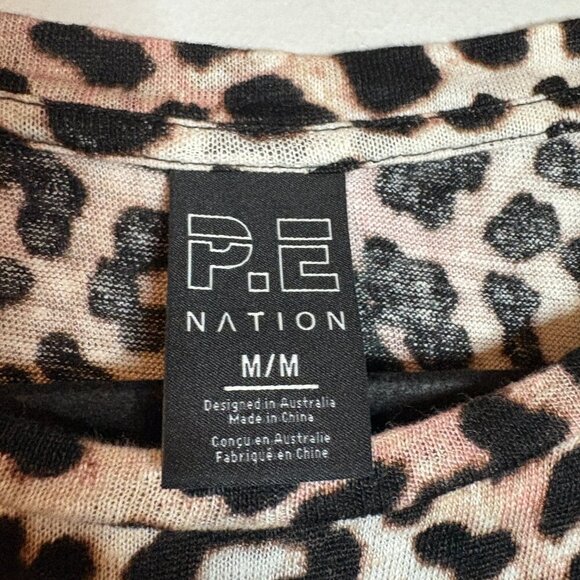 P.E
NATION
M/M
Designed in Australia
Made in China
Conçu en Australie
Fabriqué en Chine